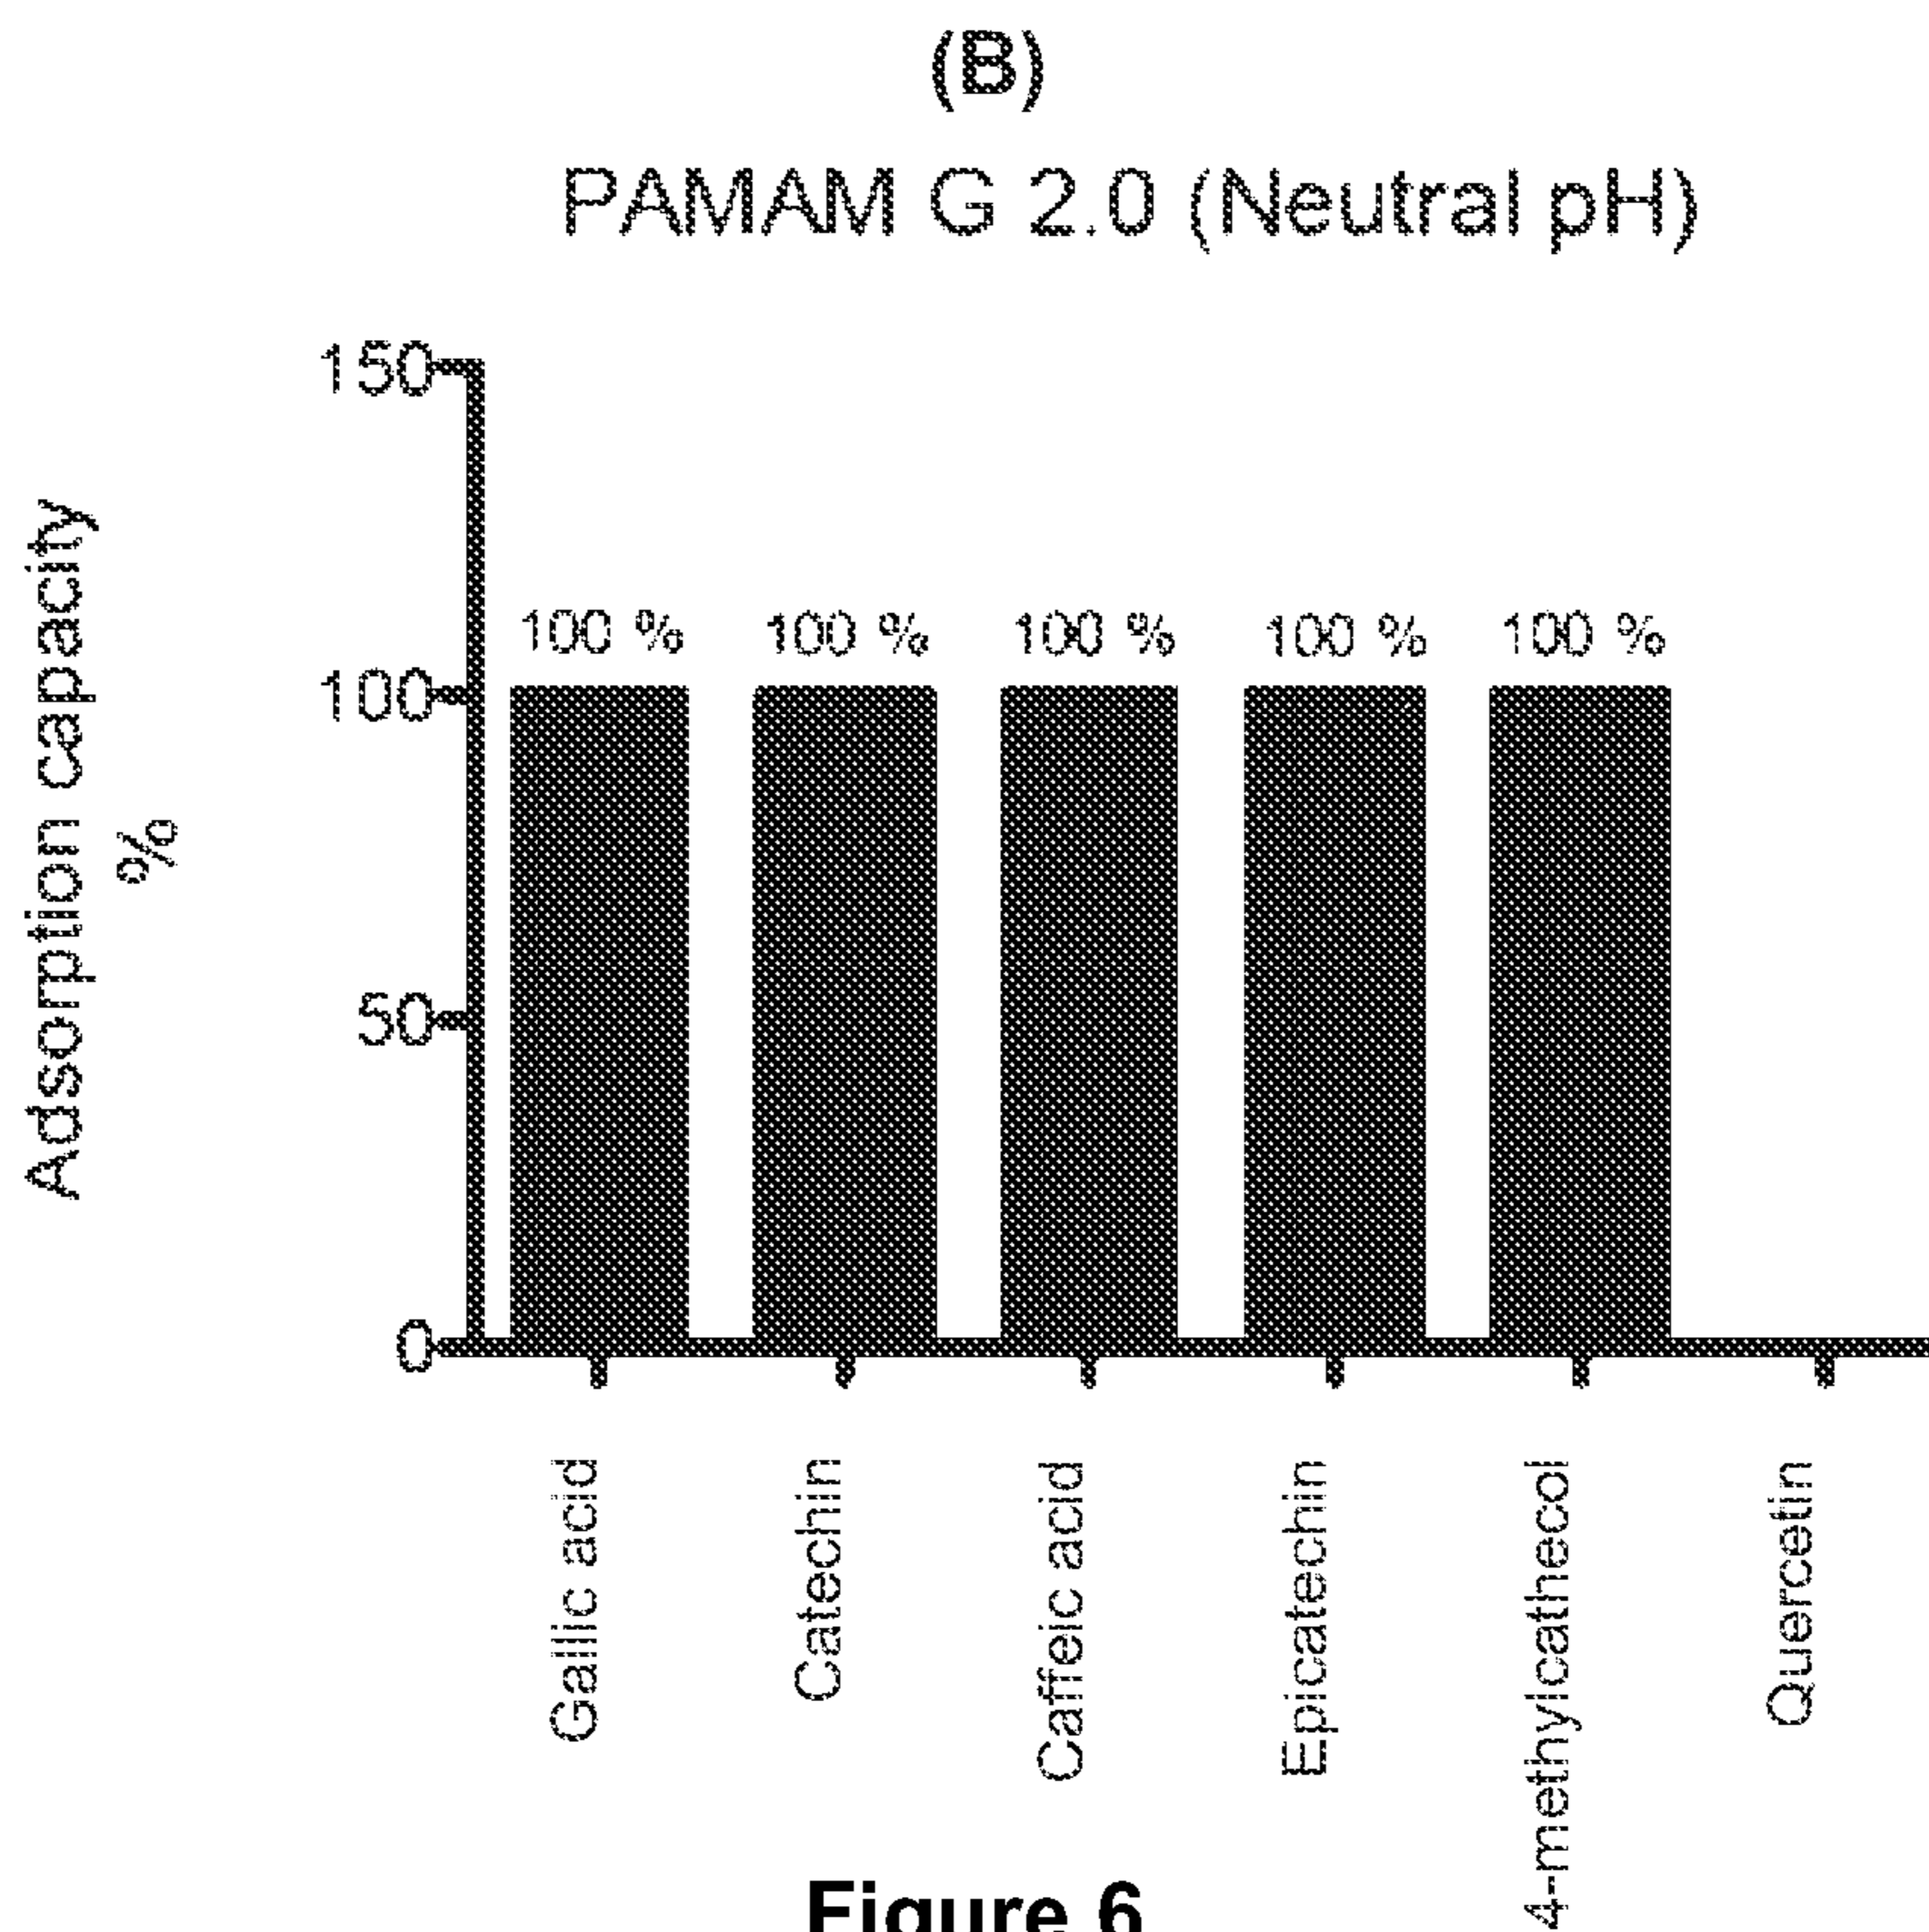 (B)
PAMAM G 2.0 (Neutral pH)
Adsorption capacity
%
150
100
50
0
100 %
100 %
100 %
100 %
100 %
Gallic acid
Catechin
Caffeic acid
Epicatechin
4-methylcathecol
Quercetin
Figure 6